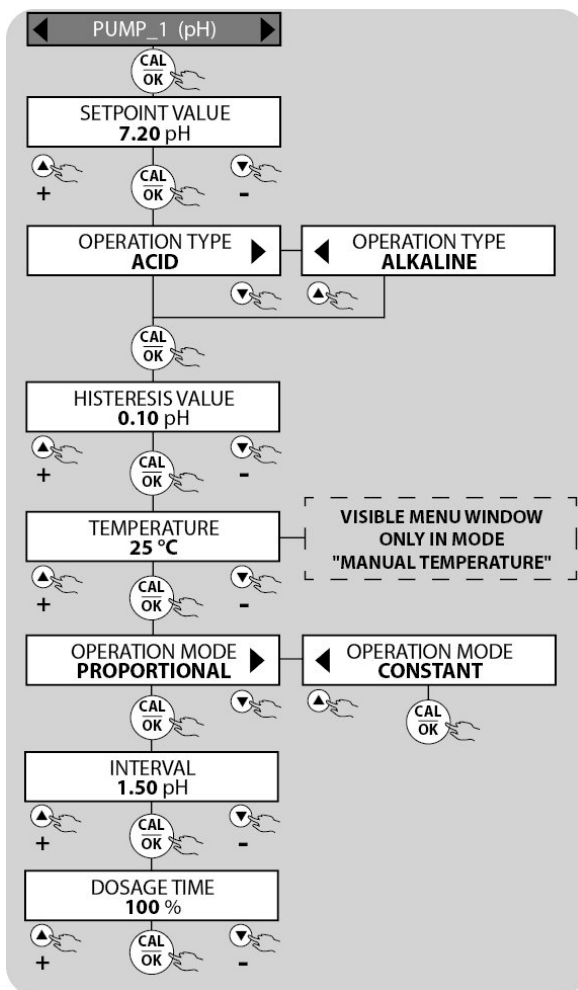 PUMP_1 (pH)
CAL
OK
SETPOINT VALUE
7.20 pH
+
CAL
OK
-
OPERATION TYPE
ACID
OPERATION TYPE
ALKALINE
CAL
OK
HISTERESIS VALUE
0.10 pH
+
CAL
OK
-
TEMPERATURE
25 °C
VISIBLE MENU WINDOW
ONLY IN MODE
"MANUAL TEMPERATURE"
+
CAL
OK
-
OPERATION MODE
PROPORTIONAL
OPERATION MODE
CONSTANT
CAL
OK
CAL
OK
INTERVAL
1.50 pH
+
CAL
OK
-
DOSAGE TIME
100 %
+
CAL
OK
-